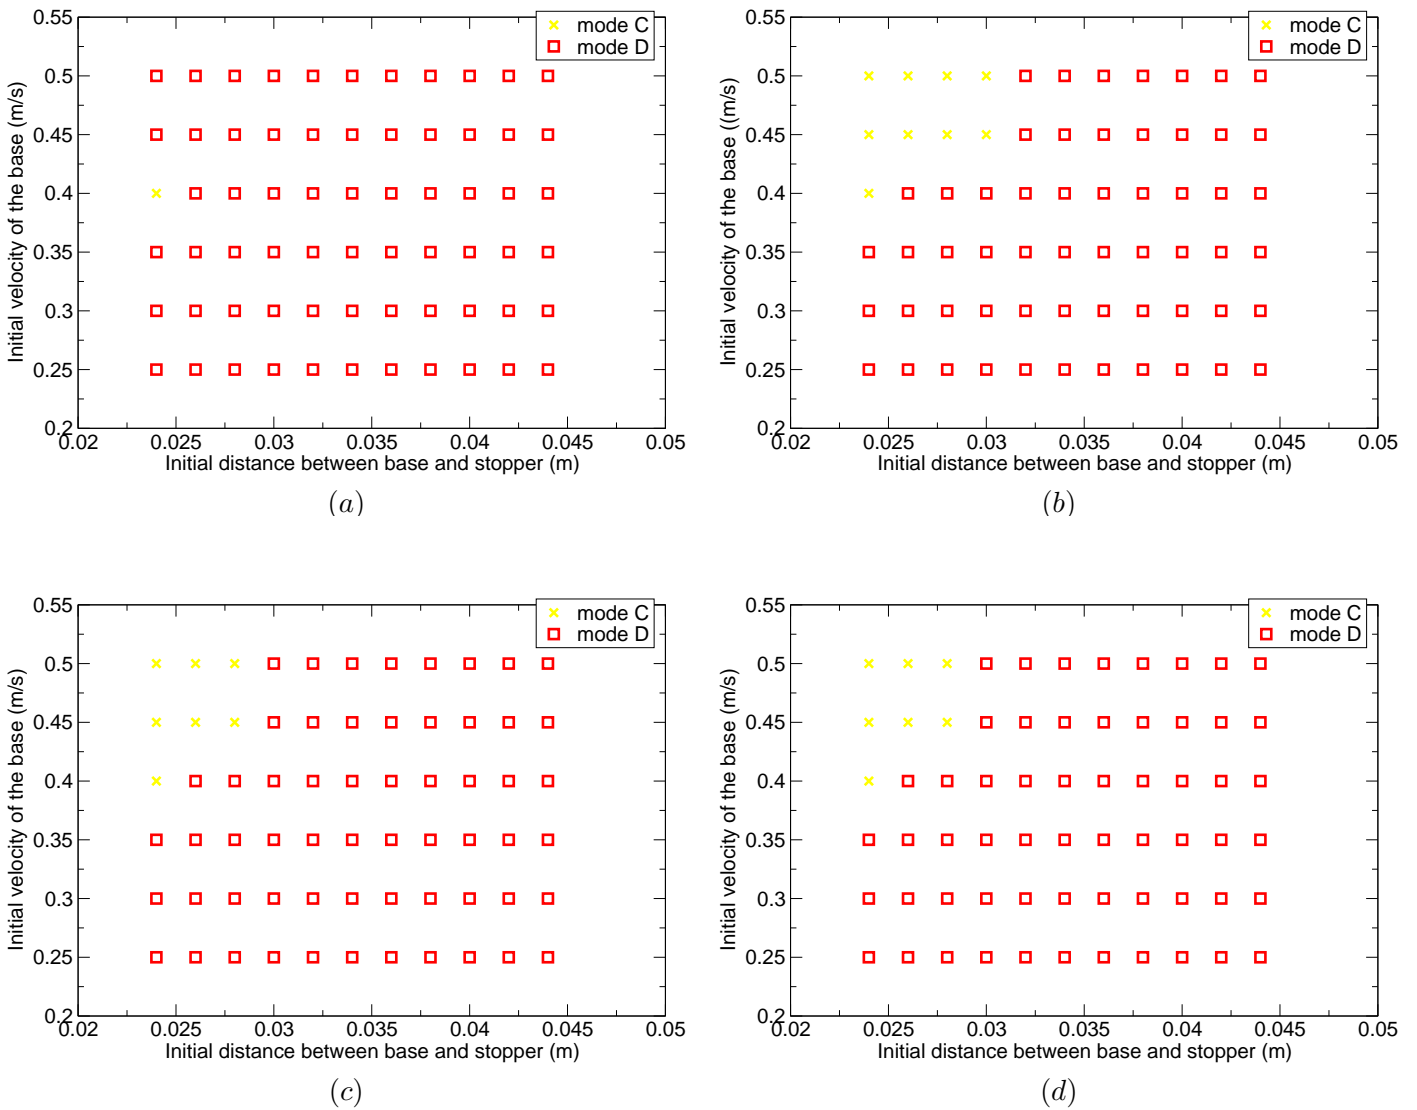 0.55
0.5
0.45
0.4
0.35
0.3
0.25
0.2
0.02 0.025 0.03 0.035 0.04 0.045 0.05
Initial velocity of the base (m/s)
Initial distance between base and stopper (m)
mode C
mode D
(a)
0.55
0.5
0.45
0.4
0.35
0.3
0.25
0.2
0.02 0.025 0.03 0.035 0.04 0.045 0.05
Initial velocity of the base ((m/s)
Initial distance between base and stopper (m)
mode C
mode D
(b)
0.55
0.5
0.45
0.4
0.35
0.3
0.25
0.2
0.02 0.025 0.03 0.035 0.04 0.045 0.05
Initial velocity of the base (m/s)
Initial distance between base and stopper (m)
mode C
mode D
(c)
0.55
0.5
0.45
0.4
0.35
0.3
0.25
0.2
0.02 0.025 0.03 0.035 0.04 0.045 0.05
Initial velocity of the base (m/s)
Initial distance between base and stopper (m)
mode C
mode D
(d)